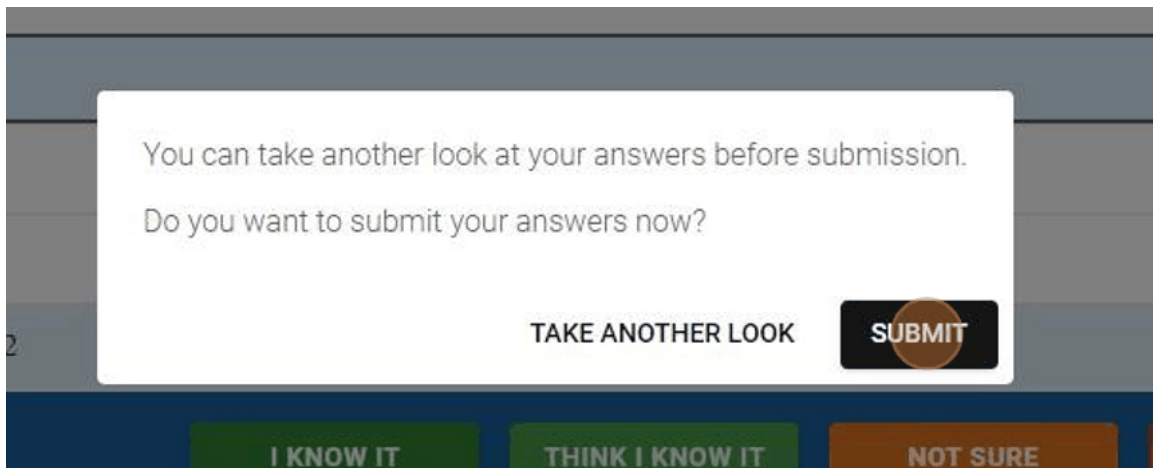 You can take another look at your answers before submission.
Do you want to submit your answers now?
TAKE ANOTHER LOOK SUBMIT
2
I KNOW IT THINK I KNOW IT NOT SURE